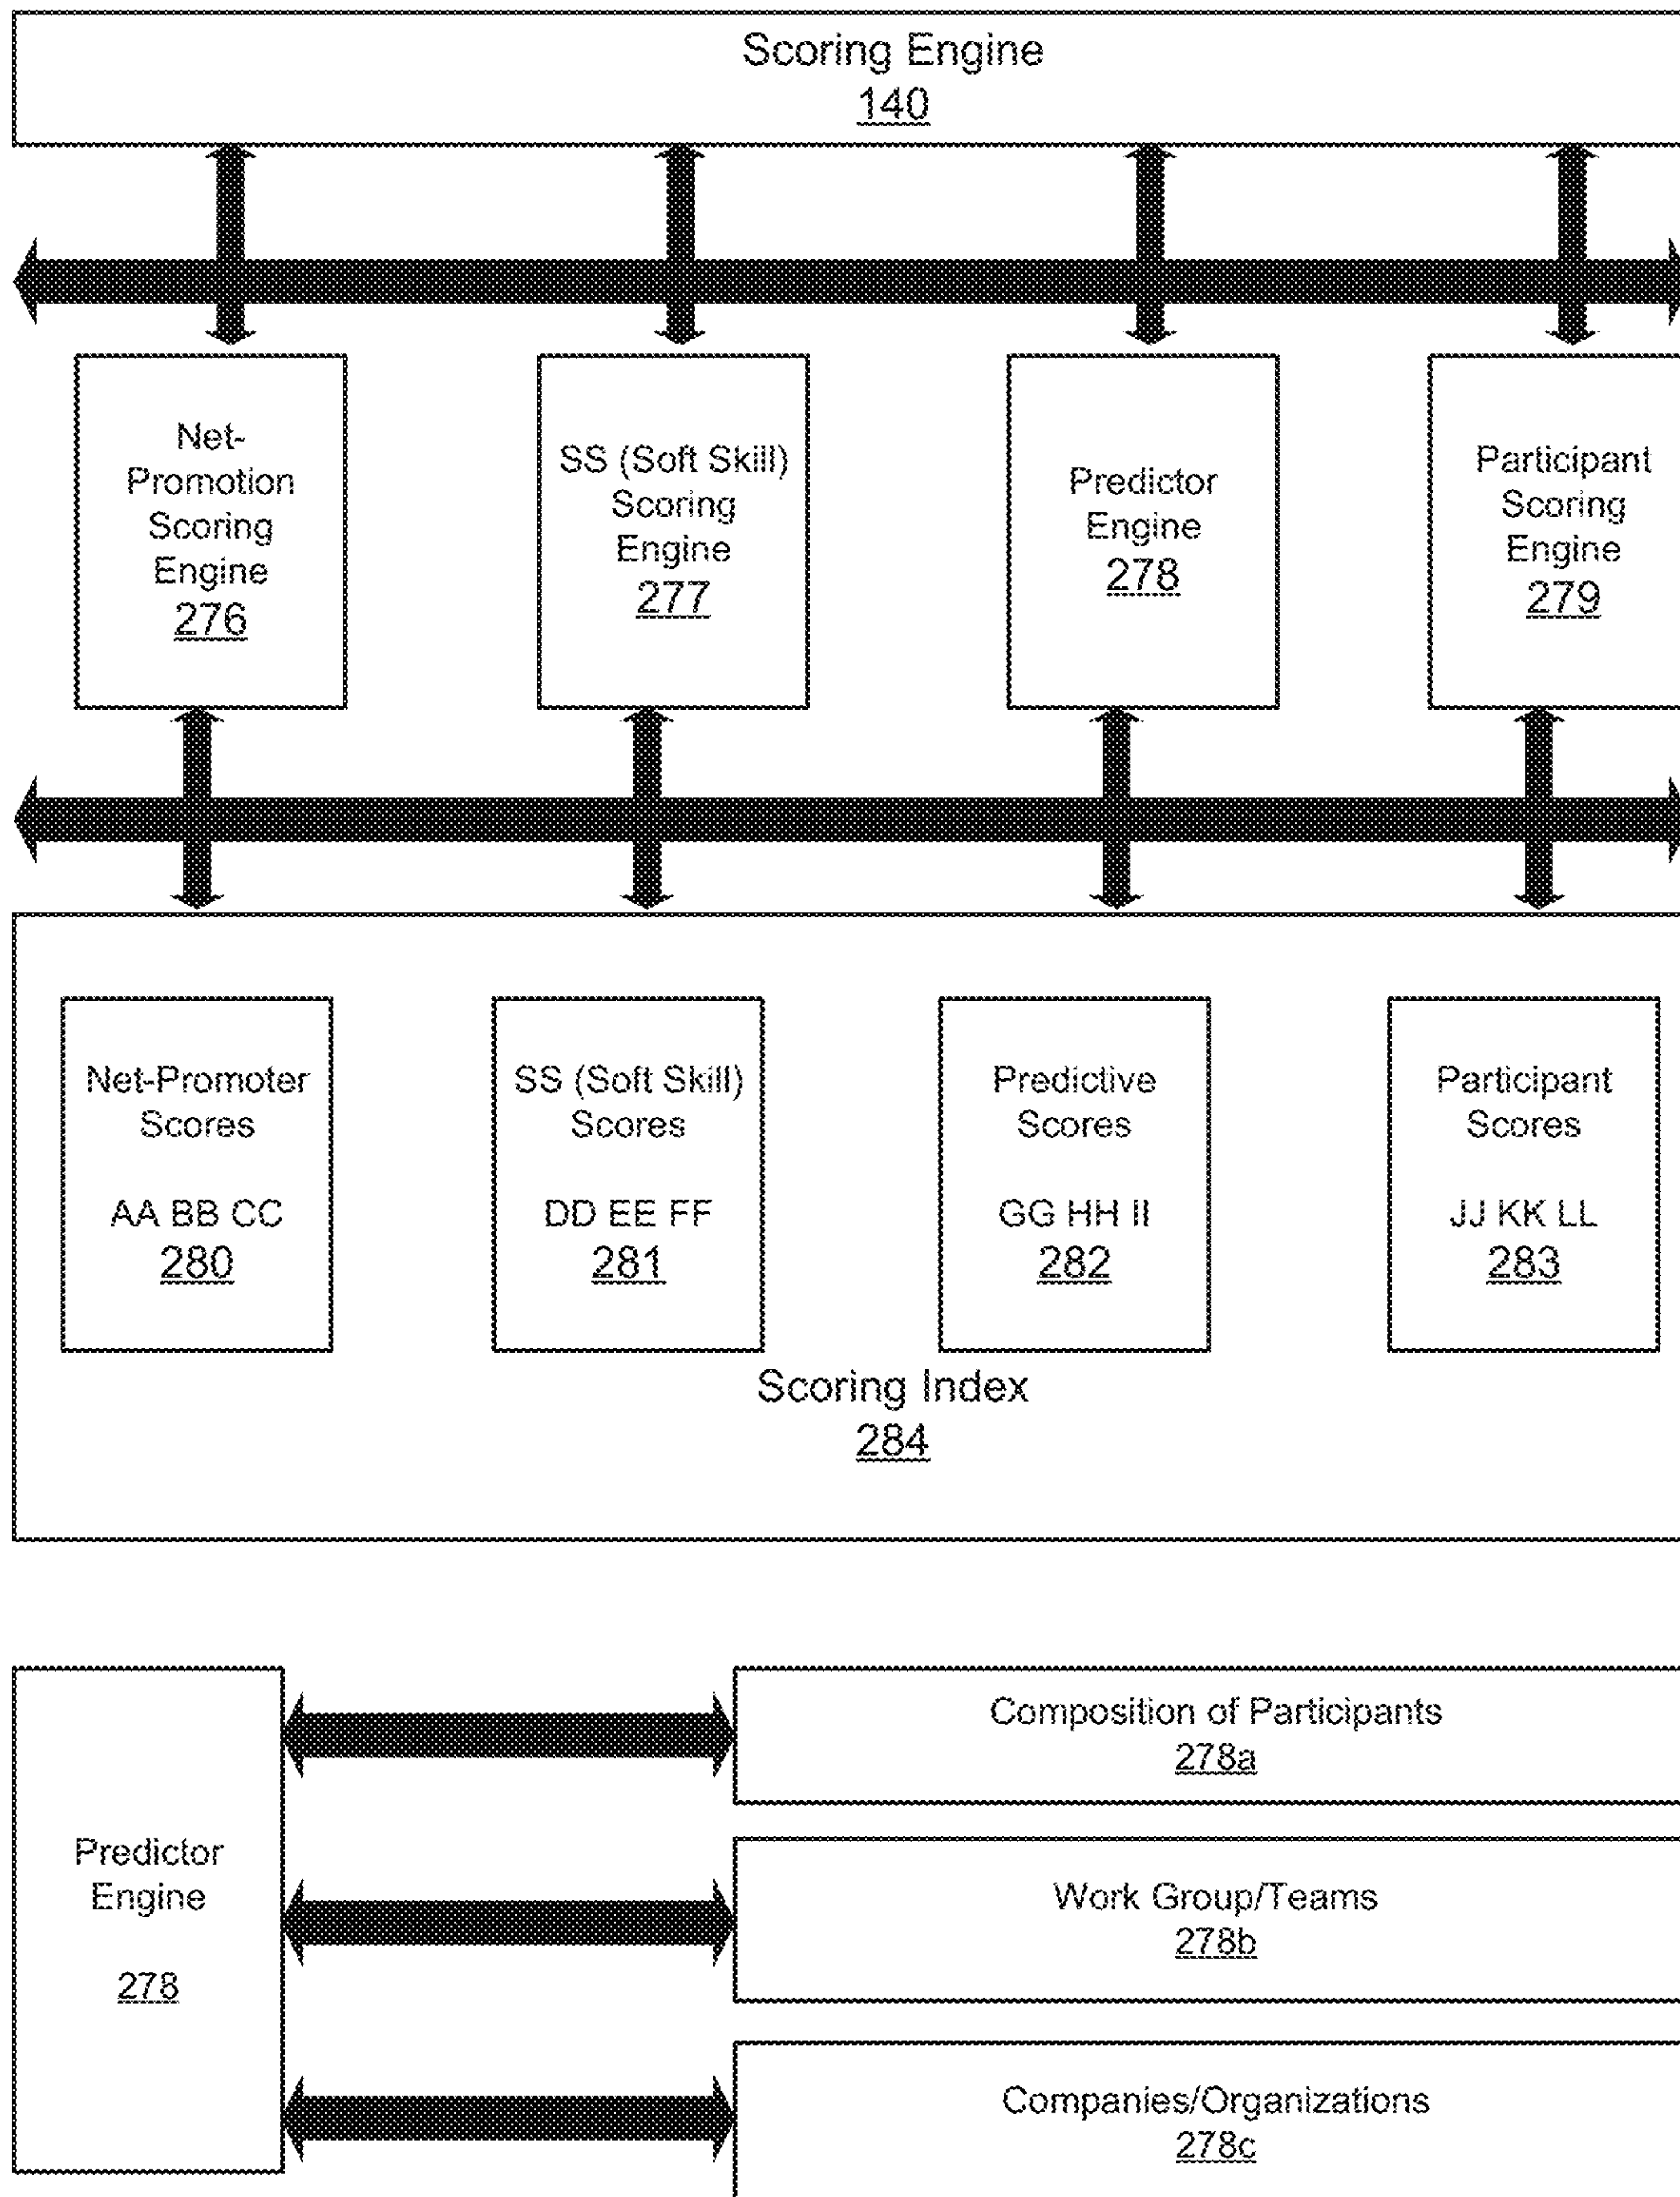 Scoring Engine
140
Net-
Promotion
Scoring
Engine
276
SS (Soft Skill)
Scoring
Engine
277
Predictor
Engine
278
Participant
Scoring
Engine
279
Net-Promoter
Scores
AA BB CC
280
SS (Soft Skill)
Scores
DD EE FF
281
Predictive
Scores
GG HH II
282
Participant
Scores
JJ KK LL
283
Scoring Index
284
Predictor
Engine
278
Composition of Participants
278a
Work Group/Teams
278b
Companies/Organizations
278c